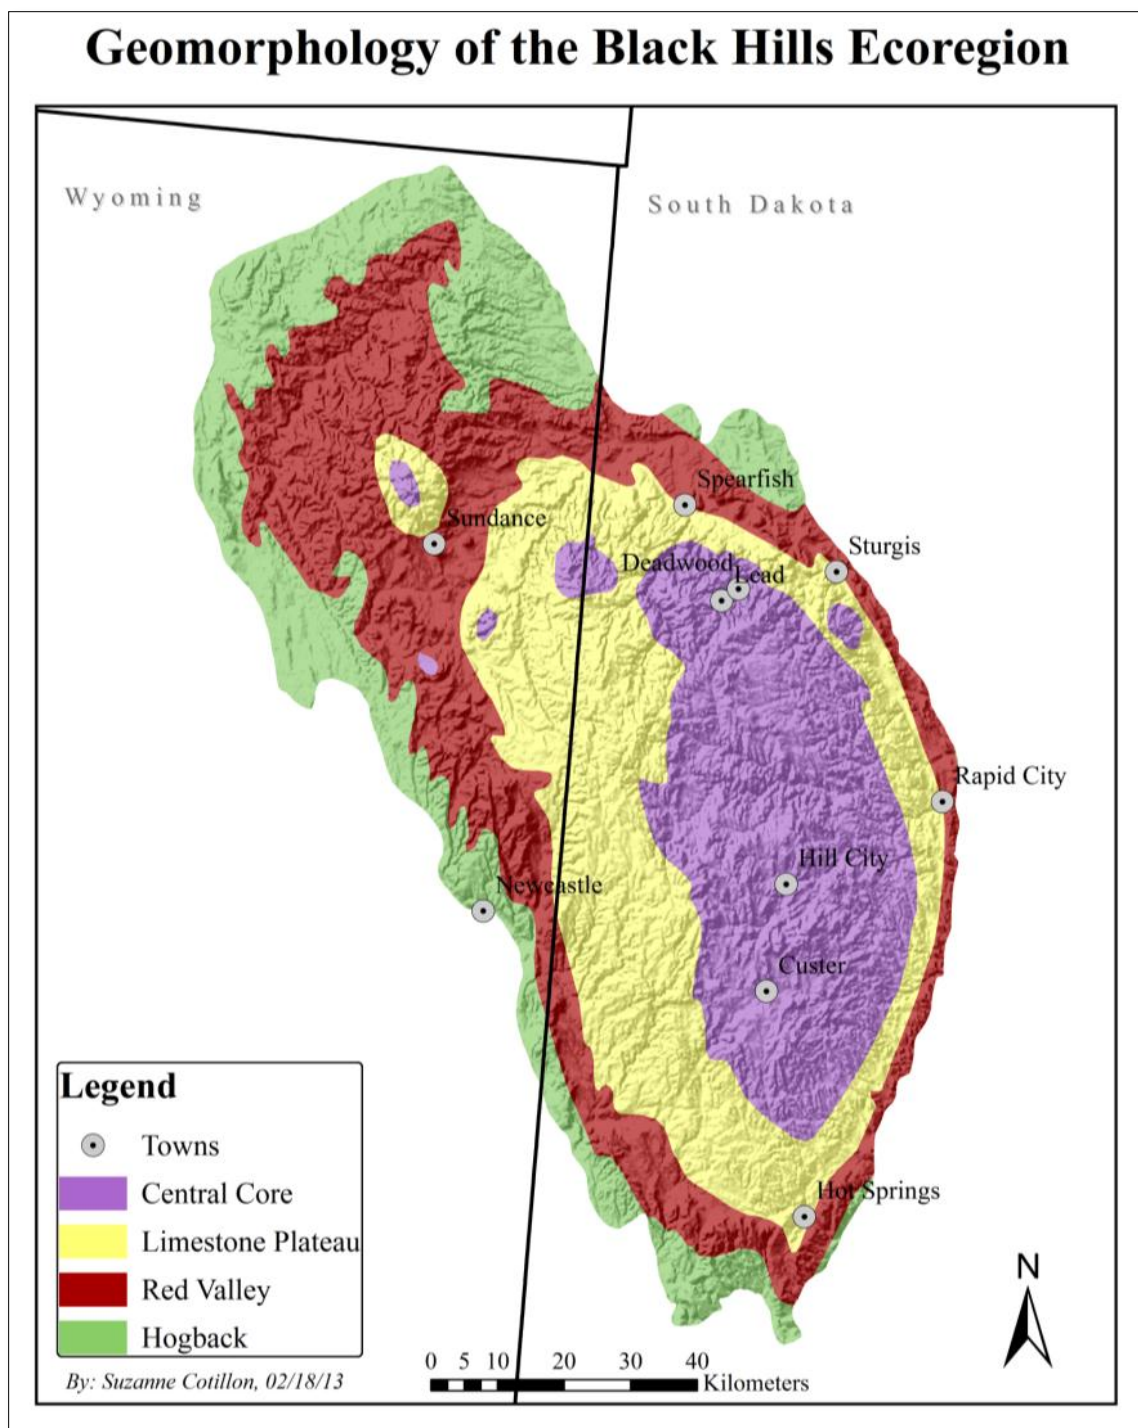 Geomorphology of the Black Hills Ecoregion
Wyoming
South Dakota
Spearfish
Sundance
Sturgis
Deadwood
Lead
Rapid City
Hill City
Newcastle
Custer
Hot Springs
Legend
Towns
Central Core
Limestone Plateau
Red Valley
Hogback
By: Suzanne Cotillon, 02/18/13
0 5 10 20 30 40
Kilometers
N